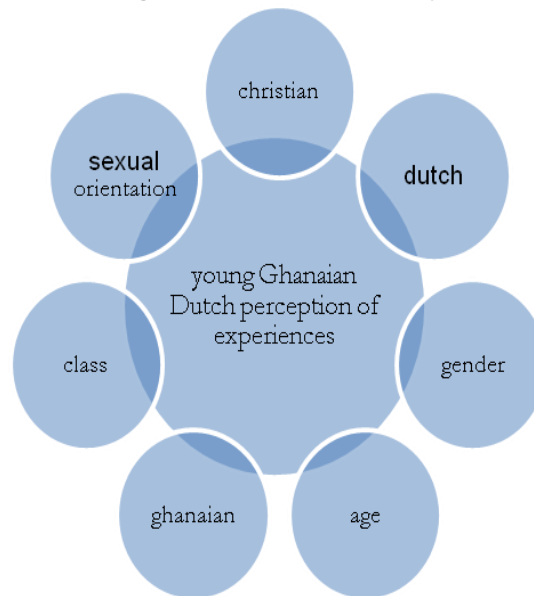 christian
sexual
orientation
dutch
young Ghanaian
Dutch perception of
experiences
class
gender
ghanaian
age